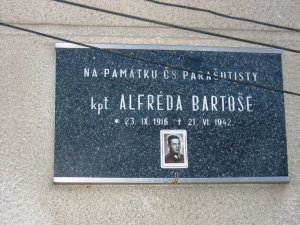 NA PAMÁTKU ČS. PARAŠUTISTY
kpt. ALFRÉDA BARTOŠE
* 23. IX. 1916 † 21. VI. 1942